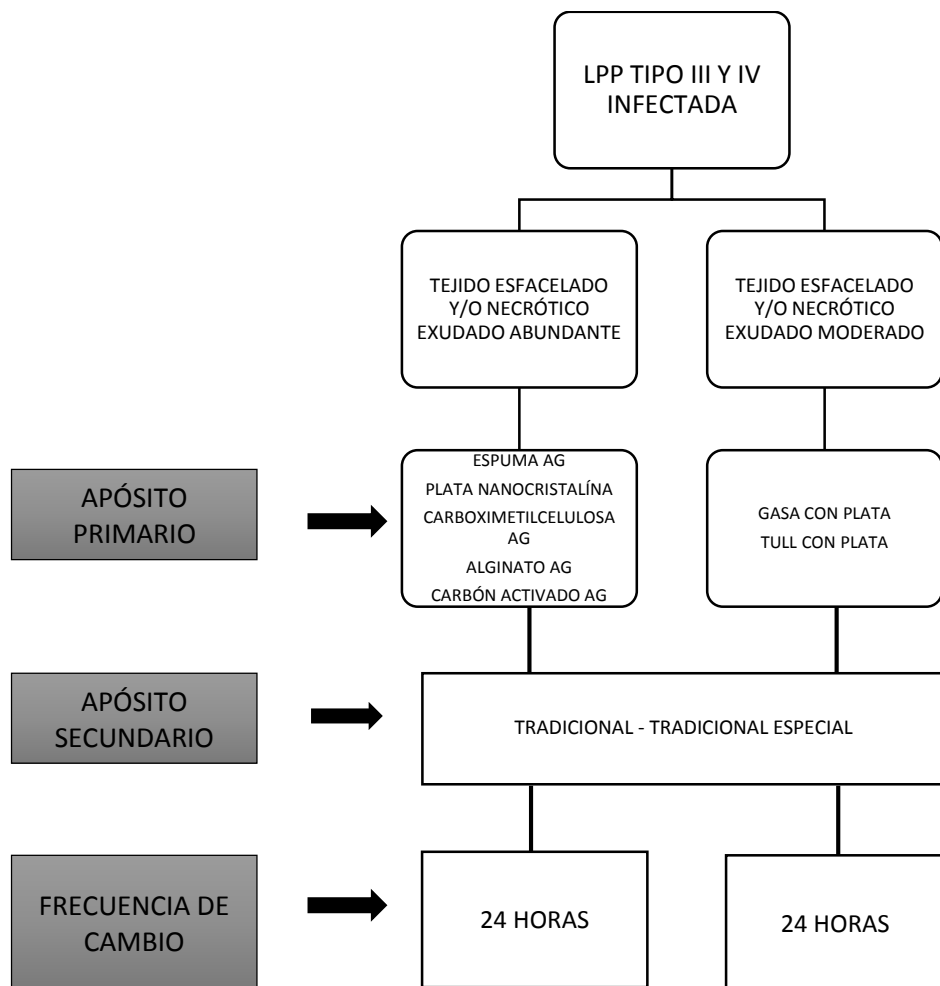 LPP TIPO III Y IV
INFECTADA
TEJIDO ESFACELADO
Y/O NECRÓTICO
EXUDADO ABUNDANTE
TEJIDO ESFACELADO
Y/O NECRÓTICO
EXUDADO MODERADO
APÓSITO
PRIMARIO
ESPUMA AG
PLATA NANOCRISTALÍNA
CARBOXIMETILCELULOSA
AG
ALGINATO AG
CARBÓN ACTIVADO AG
GASA CON PLATA
TULL CON PLATA
APÓSITO
SECUNDARIO
TRADICIONAL - TRADICIONAL ESPECIAL
FRECUENCIA DE
CAMBIO
24 HORAS
24 HORAS